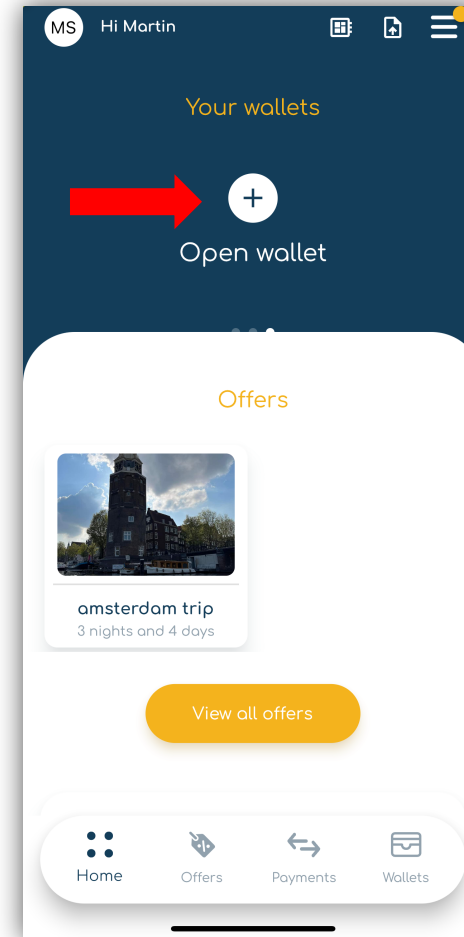 MS Hi Martin
Your wallets
Open wallet
Offers
amsterdam trip
3 nights and 4 days
View all offers
Home Offers Payments Wallets